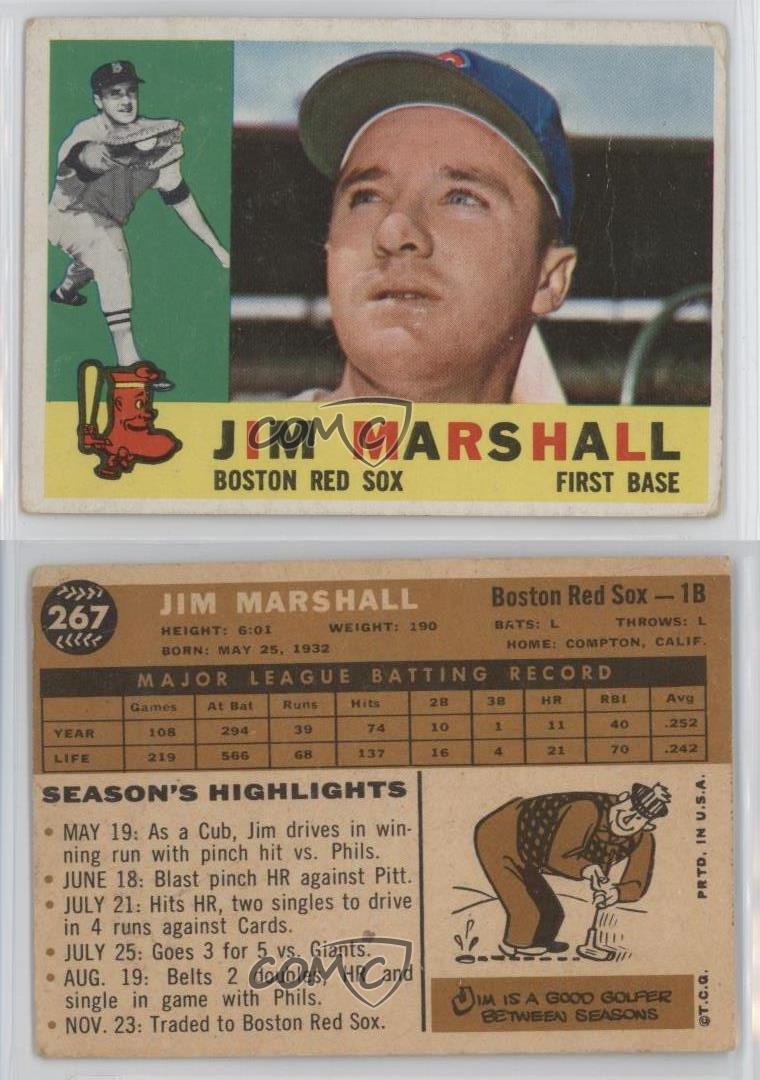 JIM MARSHALL
BOSTON RED SOX FIRST BASE
COMC
267
JIM MARSHALL
Boston Red Sox — 1B
HEIGHT: 6:01 WEIGHT: 190 BATS: L THROWS: L
BORN: MAY 25, 1932 HOME: COMPTON, CALIF.
MAJOR LEAGUE BATTING RECORD
Games At Bat Runs Hits 2B 3B HR RBI Avg
YEAR 108 294 39 74 10 1 11 40 .252
LIFE 219 566 68 137 16 4 21 70 .242
SEASON'S HIGHLIGHTS
• MAY 19: As a Cub, Jim drives in win-
ning run with pinch hit vs. Phils.
• JUNE 18: Blast pinch HR against Pitt.
• JULY 21: Hits HR, two singles to drive
in 4 runs against Cards.
• JULY 25: Goes 3 for 5 vs. Giants.
• AUG. 19: Belts 2 doubles, HR and
single in game with Phils.
• NOV. 23: Traded to Boston Red Sox.
COMC
JIM IS A GOOD GOLFER
BETWEEN SEASONS
PRTD. IN U.S.A.
©T.C.G.